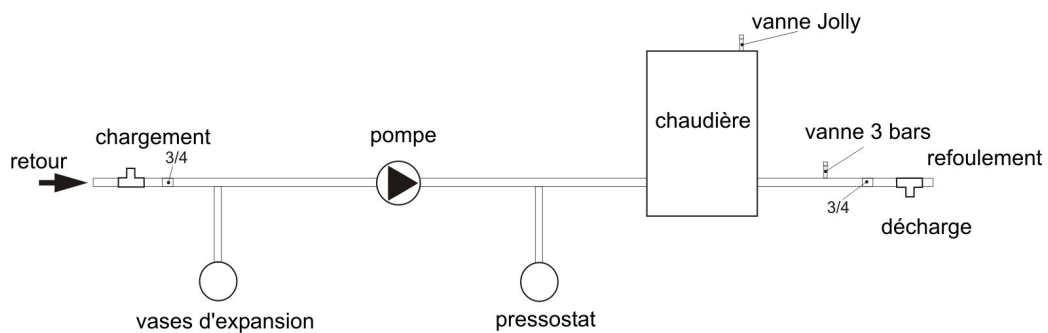 vanne Jolly
chaudière
pompe
chargement
vanne 3 bars
retour
3/4
refoulement
3/4
décharge
vases d'expansion
pressostat